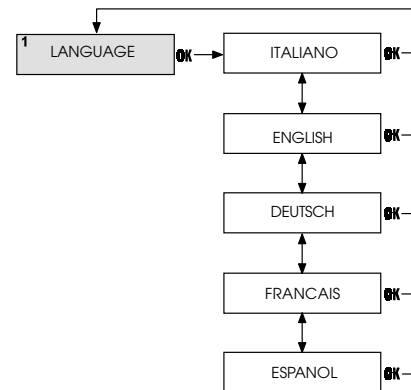 1
LANGUAGE OK ITALIANO OK
ENGLISH OK
DEUTSCH OK
FRANCAIS OK
ESPANOL OK